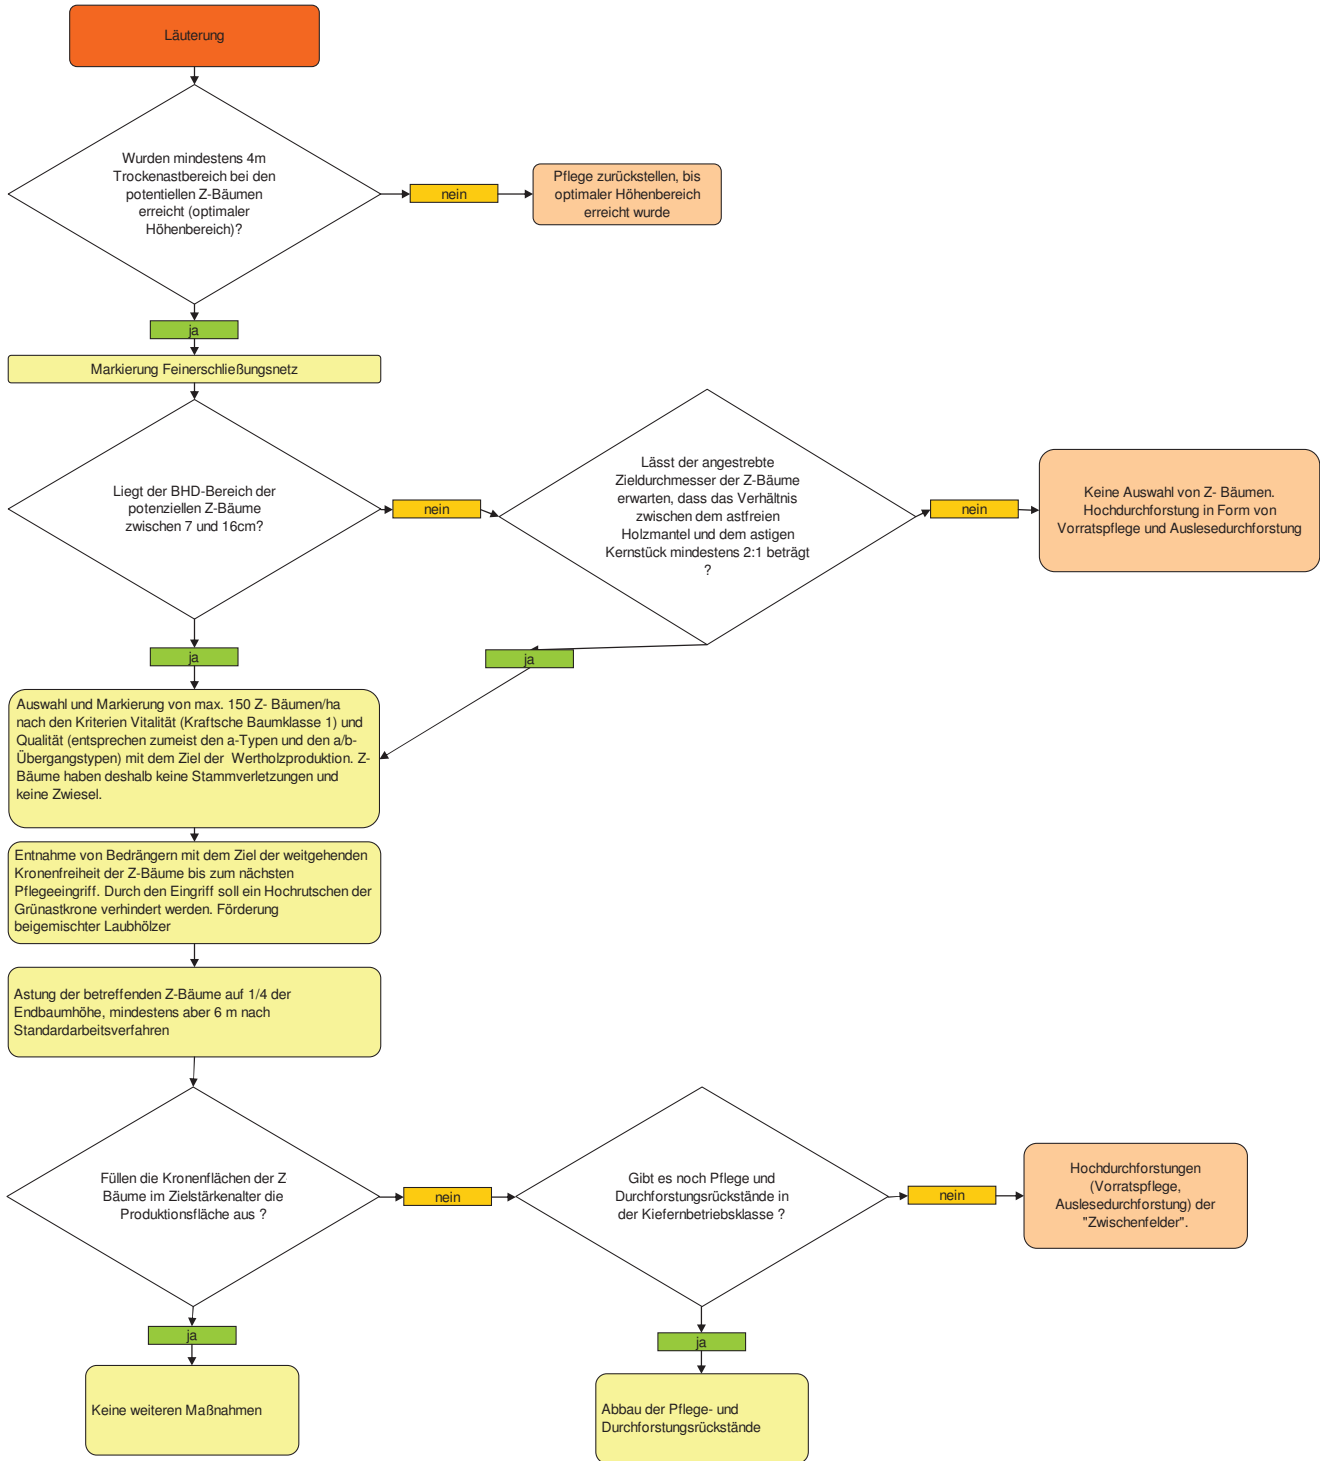 Läuterung
Wurden mindestens 4m
Trockenastbereich bei den
potentiellen Z-Bäumen
erreicht (optimaler
Höhenbereich)?
nein
Pflege zurückstellen, bis
optimaler Höhenbereich
erreicht wurde
ja
Markierung Feinerschließungsnetz
Liegt der BHD-Bereich der
potenziellen Z-Bäume
zwischen 7 und 16cm?
nein
Lässt der angestrebte
Zieldurchmesser der Z-Bäume
erwarten, dass das Verhältnis
zwischen dem astfreien
Holzmantel und dem astigen
Kernstück mindestens 2:1 beträgt
?
nein
Keine Auswahl von Z- Bäumen.
Hochdurchforstung in Form von
Vorratspflege und Auslesedurchforstung
ja
ja
Auswahl und Markierung von max. 150 Z- Bäumen/ha
nach den Kriterien Vitalität (Kraftsche Baumklasse 1) und
Qualität (entsprechen zumeist den a-Typen und den a/b-
Übergangstypen) mit dem Ziel der Wertholzproduktion. Z-
Bäume haben deshalb keine Stammverletzungen und
keine Zwiesel.
Entnahme von Bedrängern mit dem Ziel der weitgehenden
Kronenfreiheit der Z-Bäume bis zum nächsten
Pflegeeingriff. Durch den Eingriff soll ein Hochrutschen der
Grünastkrone verhindert werden. Förderung
beigemischter Laubhölzer
Astung der betreffenden Z-Bäume auf 1/4 der
Endbaumhöhe, mindestens aber 6 m nach
Standardarbeitsverfahren
Füllen die Kronenflächen der Z
Bäume im Zielstärkenalter die
Produktionsfläche aus ?
nein
Gibt es noch Pflege und
Durchforstungsrückstände in
der Kiefernbetriebsklasse ?
nein
Hochdurchforstungen
(Vorratspflege,
Auslesedurchforstung) der
"Zwischenfelder".
ja
ja
Keine weiteren Maßnahmen
Abbau der Pflege- und
Durchforstungsrückstände